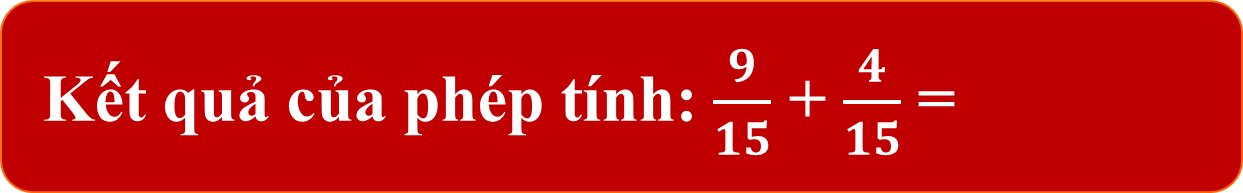 Kết quả của phép tính: 9/15 + 4/15 =